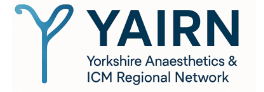 YAIRN
Yorkshire Anaesthetics &
ICM Regional Network